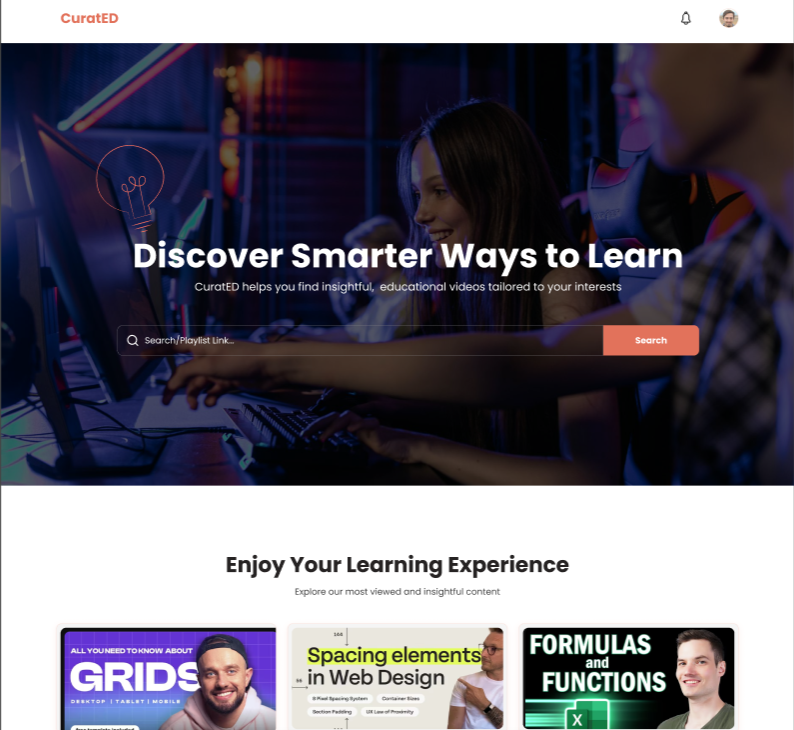 CuratED
Discover Smarter Ways to Learn
CuratED helps you find insightful, educational videos tailored to your interests
Search/Playlist Link...
Search
Enjoy Your Learning Experience
Explore our most viewed and insightful content
ALL YOU NEED TO KNOW ABOUT
GRIDS
DESKTOP | TABLET | MOBILE
Spacing elements
in Web Design
8-Pixel Spacing System
Container Sizes
Section Padding
UX Law of Proximity
FORMULAS
and
FUNCTIONS
X